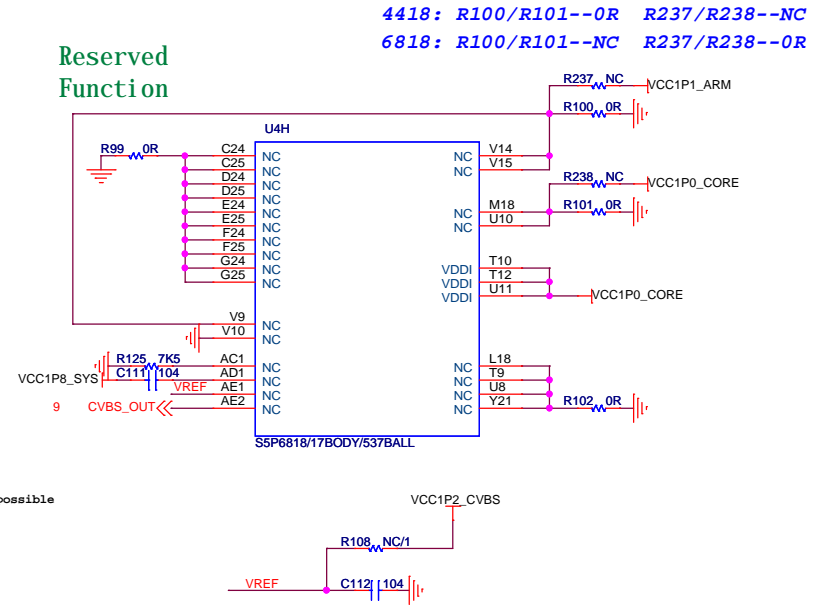 4418: R100/R101--0R R237/R238--NC
6818: R100/R101--NC R237/R238--0R
Reserved
Function
R237 NC VCC1P1_ARM
R100 0R
U4H
R99 0R C24 NC NC V14
C25 NC NC V15
D24 NC R238 NC VCC1P0_CORE
D25 NC
E24 NC NC M18 R101 0R
E25 NC NC U10
F24 NC
F25 NC VDDI T10
G24 NC VDDI T12
G25 NC VDDI U11 VCC1P0_CORE
V9 NC
V10 NC
R125 7K5 AC1 NC NC L18
VCC1P8_SYS C111 104 AD1 NC NC T9
VREF AE1 NC NC U8
9 CVBS_OUT AE2 NC NC Y21 R102 0R
S5P6818/17BODY/537BALL
possible
VCC1P2_CVBS
R108 NC/1
VREF C112 104